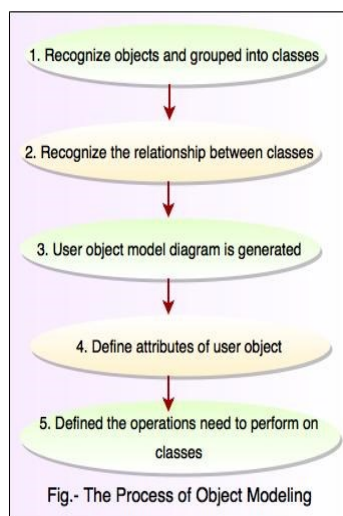 1. Recognize objects and grouped into classes
2. Recognize the relationship between classes
3. User object model diagram is generated
4. Define attributes of user object
5. Defined the operations need to perform on
classes
Fig.- The Process of Object Modeling